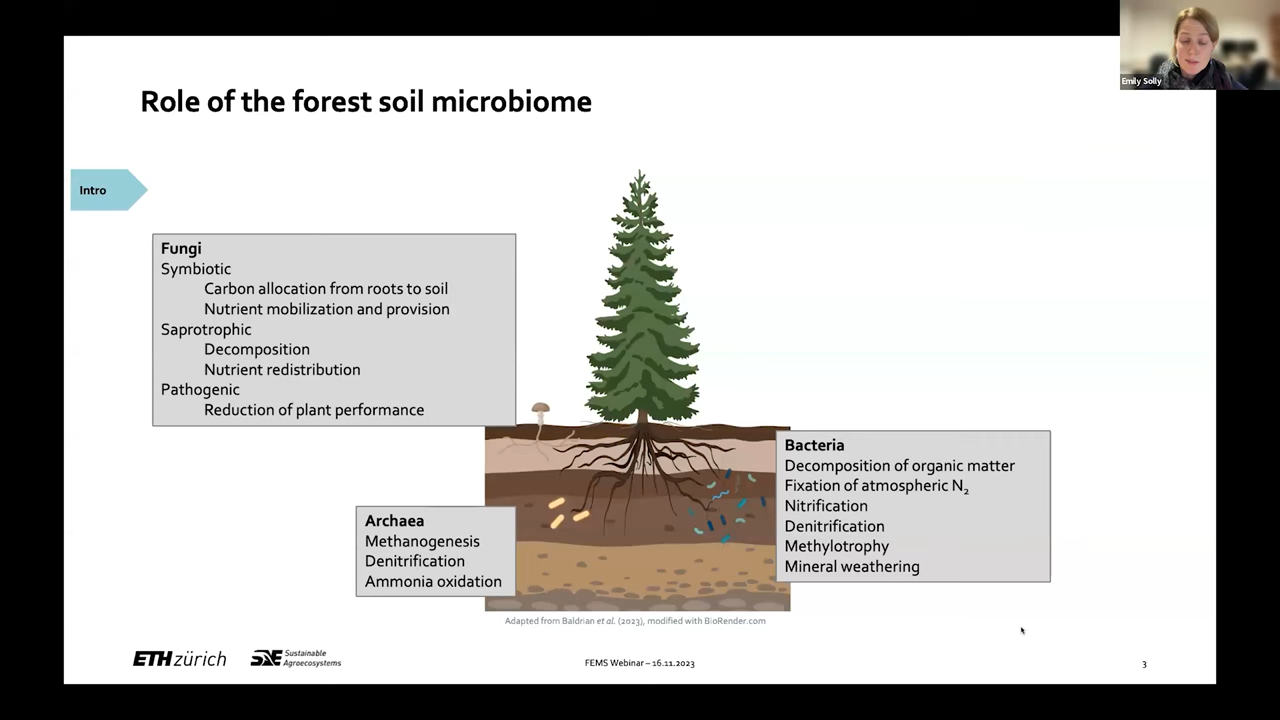 Emily Solly
Role of the forest soil microbiome
Intro
Fungi
Symbiotic
Carbon allocation from roots to soil
Nutrient mobilization and provision
Saprotrophic
Decomposition
Nutrient redistribution
Pathogenic
Reduction of plant performance
Bacteria
Decomposition of organic matter
Fixation of atmospheric N₂
Nitrification
Denitrification
Methylotrophy
Mineral weathering
Archaea
Methanogenesis
Denitrification
Ammonia oxidation
Adapted from Baldrian et al. (2023), modified with BioRender.com
ETH zürich
SAE Sustainable
Agroecosystems
FEMS Webinar – 16.11.2023
3